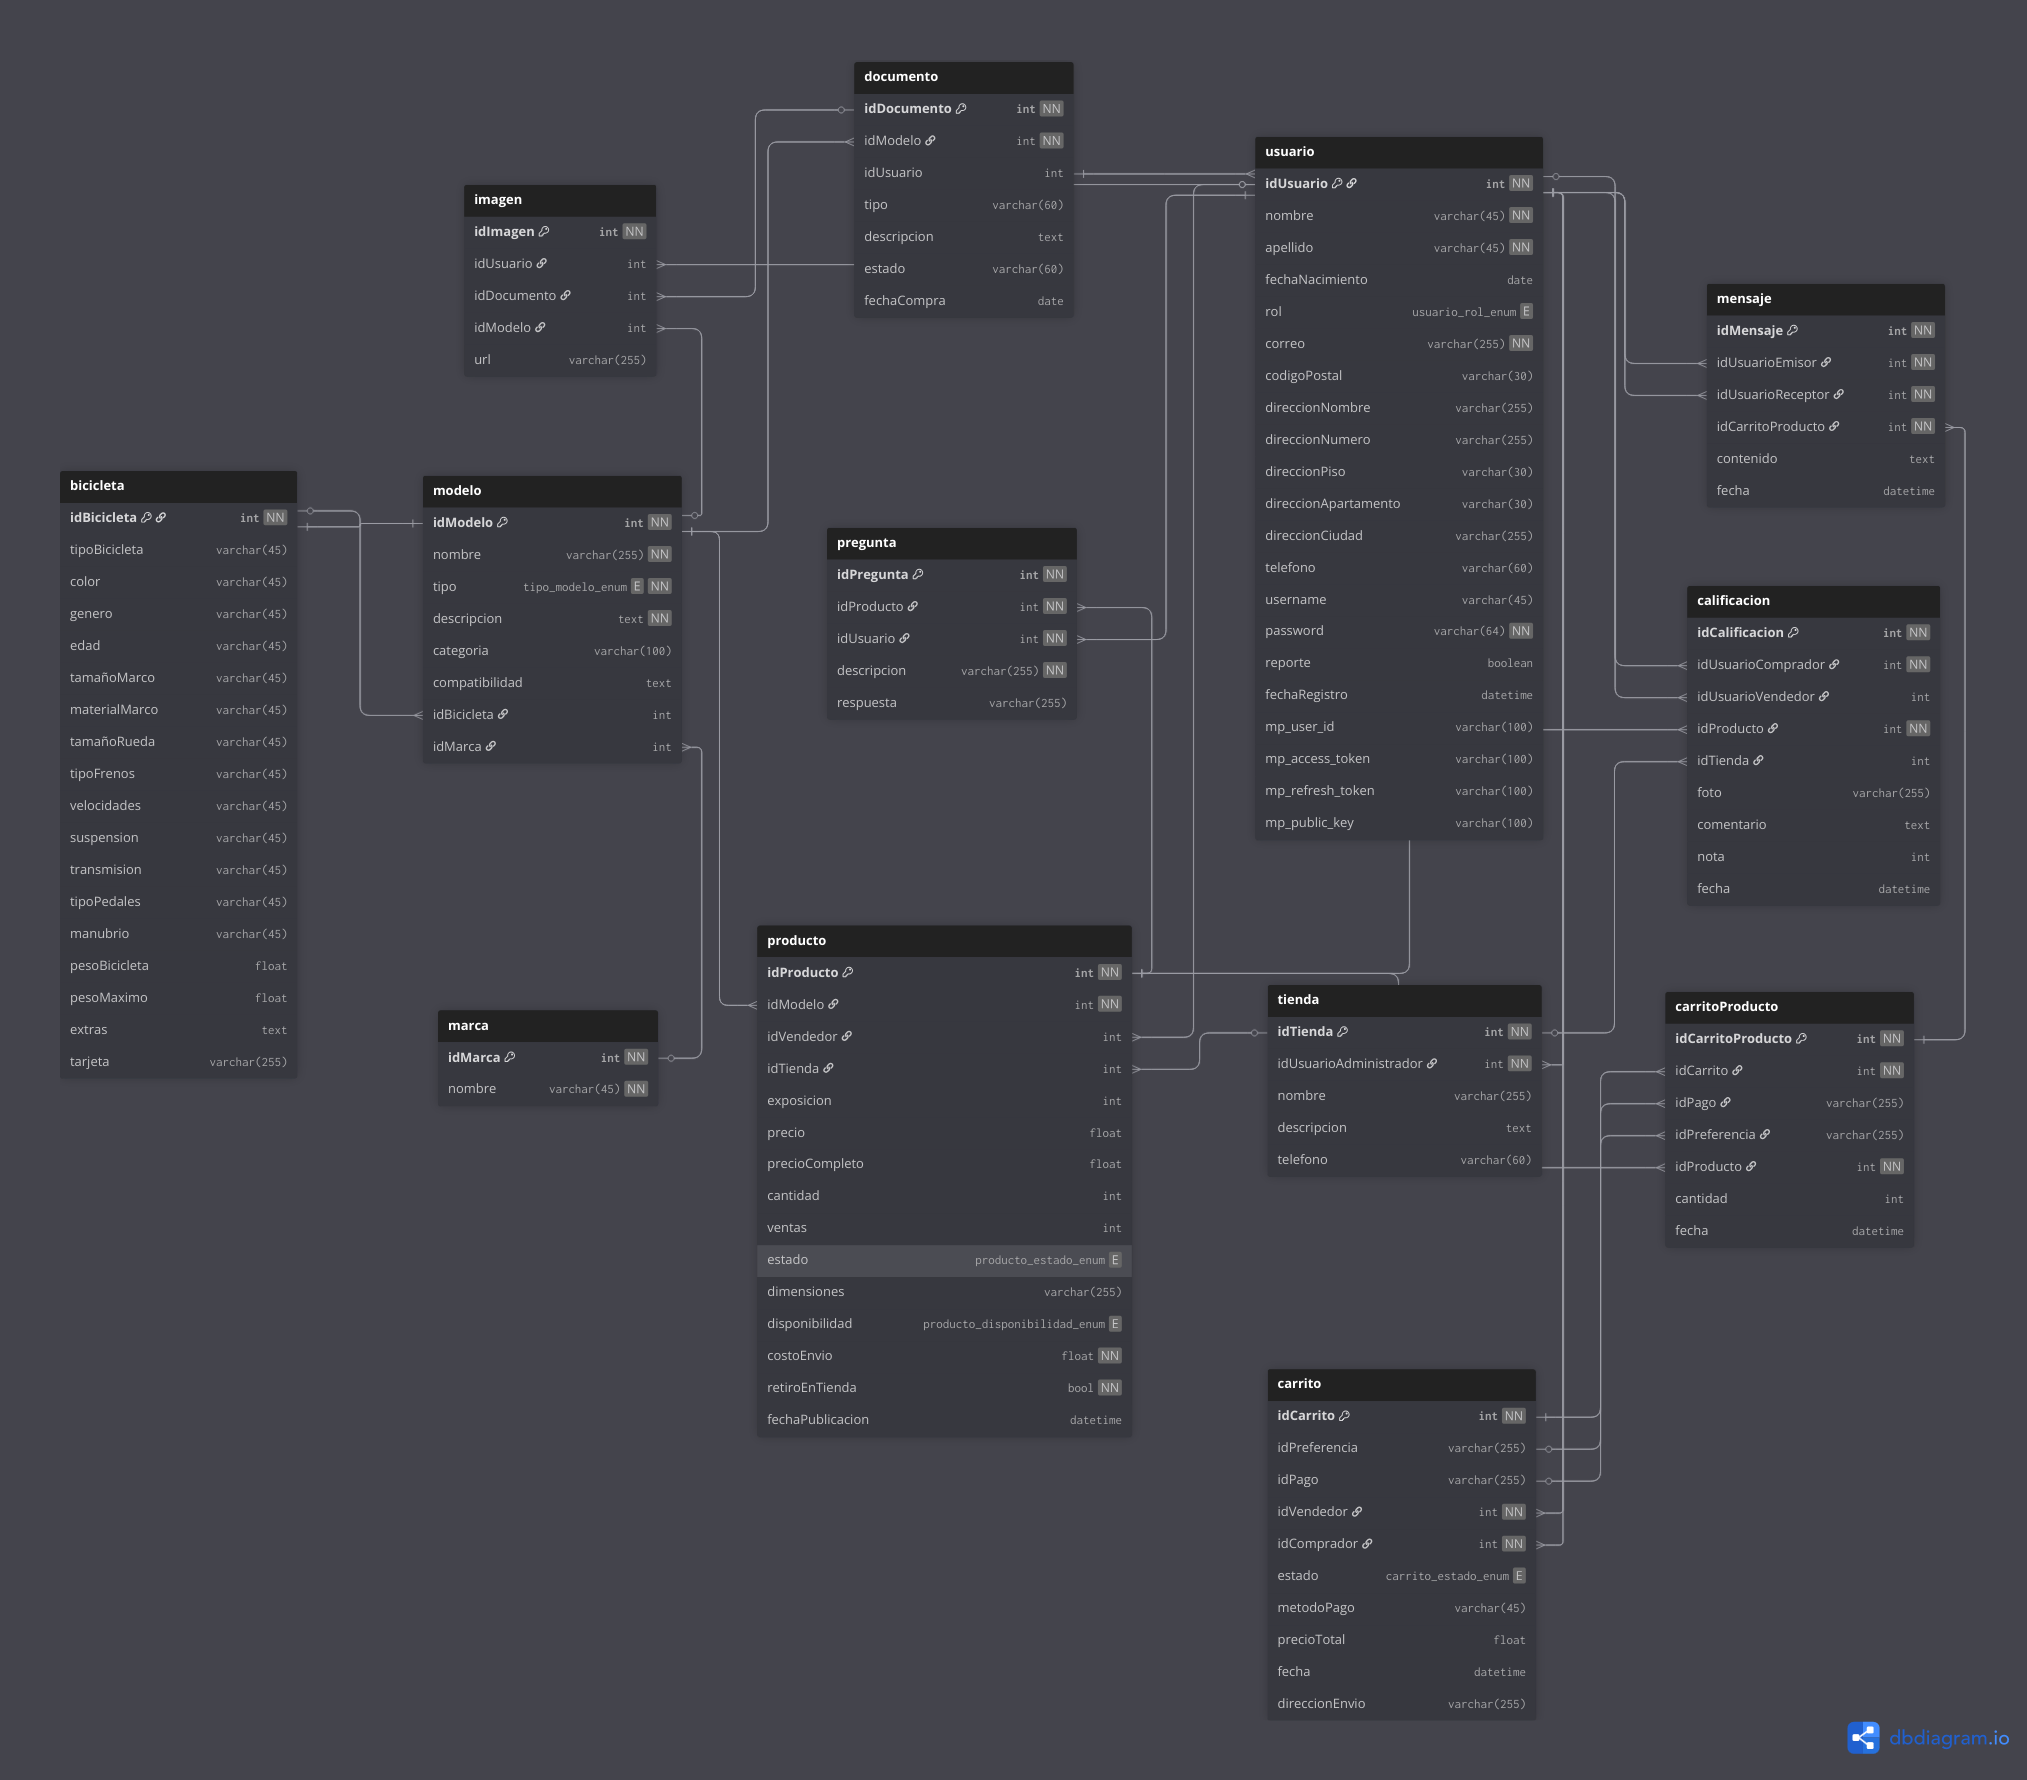 documento
idDocumento int NN
idModelo int NN
idUsuario int
tipo varchar(60)
descripcion text
estado varchar(60)
fechaCompra date
usuario
idUsuario int NN
nombre varchar(45) NN
apellido varchar(45) NN
fechaNacimiento date
rol usuario_rol_enum E
correo varchar(255) NN
codigoPostal varchar(30)
direccionNombre varchar(255)
direccionNumero varchar(255)
direccionPiso varchar(30)
direccionApartamento varchar(30)
direccionCiudad varchar(255)
telefono varchar(60)
username varchar(45)
password varchar(64) NN
reporte boolean
fechaRegistro datetime
mp_user_id varchar(100)
mp_access_token varchar(100)
mp_refresh_token varchar(100)
mp_public_key varchar(100)
imagen
idImagen int NN
idUsuario int
idDocumento int
idModelo int
url varchar(255)
mensaje
idMensaje int NN
idUsuarioEmisor int NN
idUsuarioReceptor int NN
idCarritoProducto int NN
contenido text
fecha datetime
bicicleta
idBicicleta int NN
tipoBicicleta varchar(45)
color varchar(45)
genero varchar(45)
edad varchar(45)
tamañoMarco varchar(45)
materialMarco varchar(45)
tamañoRueda varchar(45)
tipoFrenos varchar(45)
velocidades varchar(45)
suspension varchar(45)
transmision varchar(45)
tipoPedales varchar(45)
manubrio varchar(45)
pesoBicicleta float
pesoMaximo float
extras text
tarjeta varchar(255)
modelo
idModelo int NN
nombre varchar(255) NN
tipo tipo_modelo_enum E NN
descripcion text NN
categoria varchar(100)
compatibilidad text
idBicicleta int
idMarca int
pregunta
idPregunta int NN
idProducto int NN
idUsuario int NN
descripcion varchar(255) NN
respuesta varchar(255)
calificacion
idCalificacion int NN
idUsuarioComprador int NN
idUsuarioVendedor int
idProducto int NN
idTienda int
foto varchar(255)
comentario text
nota int
fecha datetime
marca
idMarca int NN
nombre varchar(45) NN
producto
idProducto int NN
idModelo int NN
idVendedor int
idTienda int
exposicion int
precio float
precioCompleto float
cantidad int
ventas int
estado producto_estado_enum E
dimensiones varchar(255)
disponibilidad producto_disponibilidad_enum E
costoEnvio float NN
retiroEnTienda bool NN
fechaPublicacion datetime
tienda
idTienda int NN
idUsuarioAdministrador int NN
nombre varchar(255)
descripcion text
telefono varchar(60)
carritoProducto
idCarritoProducto int NN
idCarrito int NN
idPago varchar(255)
idPreferencia varchar(255)
idProducto int NN
cantidad int
fecha datetime
carrito
idCarrito int NN
idPreferencia varchar(255)
idPago varchar(255)
idVendedor int NN
idComprador int NN
estado carrito_estado_enum E
metodoPago varchar(45)
precioTotal float
fecha datetime
direccionEnvio varchar(255)
dbdiagram.io